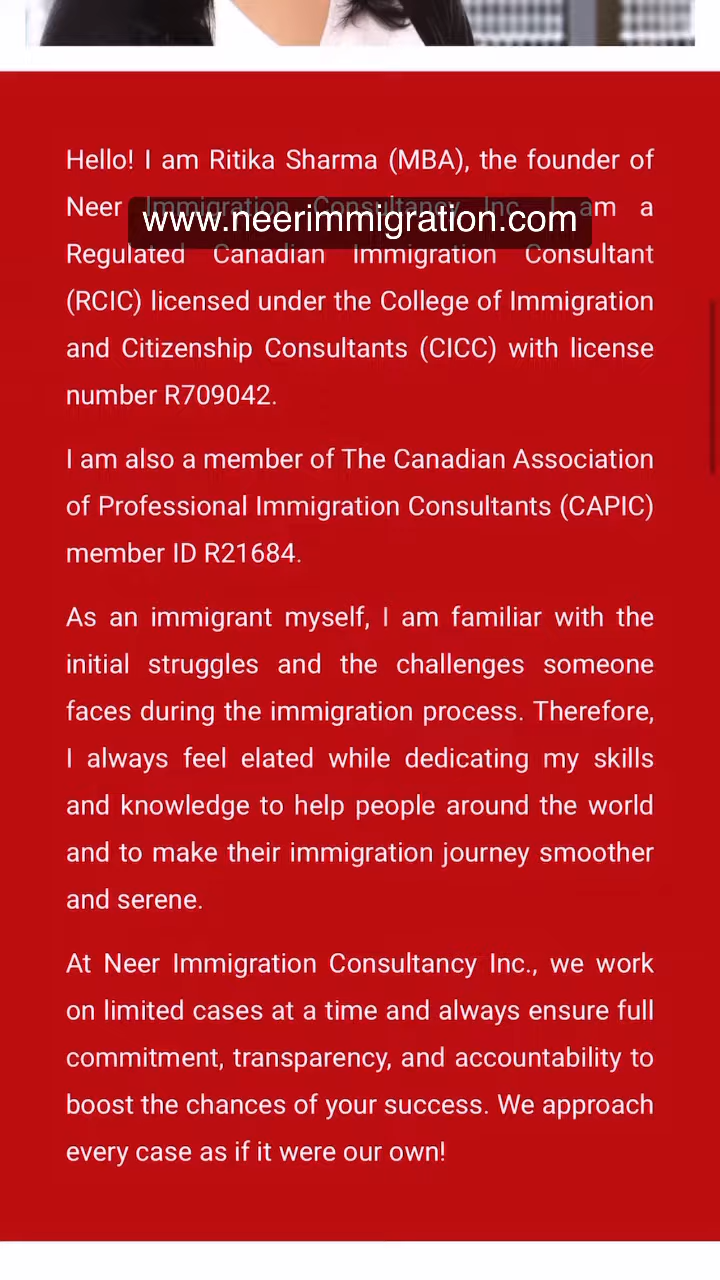 Hello! I am Ritika Sharma (MBA), the founder of
Neer Immigration Consultancy Inc. I am a
www.neerimmigration.com
Regulated Canadian Immigration Consultant
(RCIC) licensed under the College of Immigration
and Citizenship Consultants (CICC) with license
number R709042.
I am also a member of The Canadian Association
of Professional Immigration Consultants (CAPIC)
member ID R21684.
As an immigrant myself, I am familiar with the
initial struggles and the challenges someone
faces during the immigration process. Therefore,
I always feel elated while dedicating my skills
and knowledge to help people around the world
and to make their immigration journey smoother
and serene.
At Neer Immigration Consultancy Inc., we work
on limited cases at a time and always ensure full
commitment, transparency, and accountability to
boost the chances of your success. We approach
every case as if it were our own!